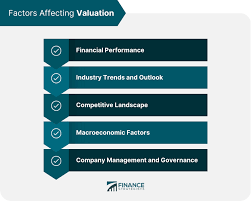 Factors Affecting Valuation
Financial Performance
Industry Trends and Outlook
Competitive Landscape
Macroeconomic Factors
Company Management and Governance
FINANCE
STRATEGISTS